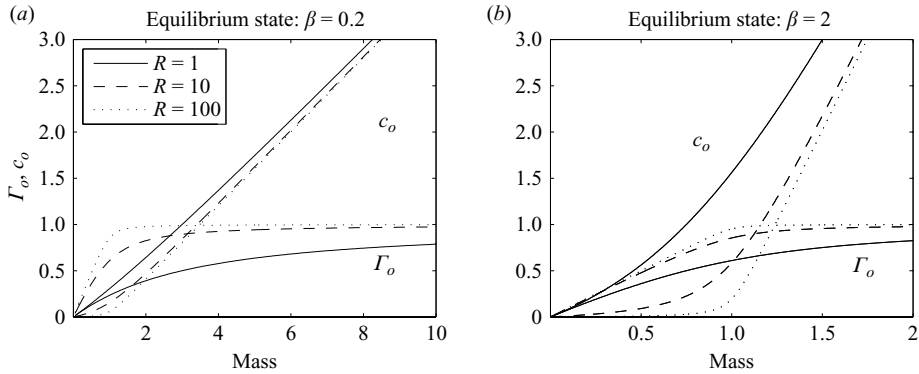 (a) Equilibrium state: β = 0.2
3.0
2.5
2.0
1.5
1.0
0.5
0
Γo, co
R = 1
R = 10
R = 100
co
Γo
2 4 6 8 10
Mass
(b) Equilibrium state: β = 2
3.0
2.5
2.0
1.5
1.0
0.5
0
co
Γo
0.5 1.0 1.5 2
Mass